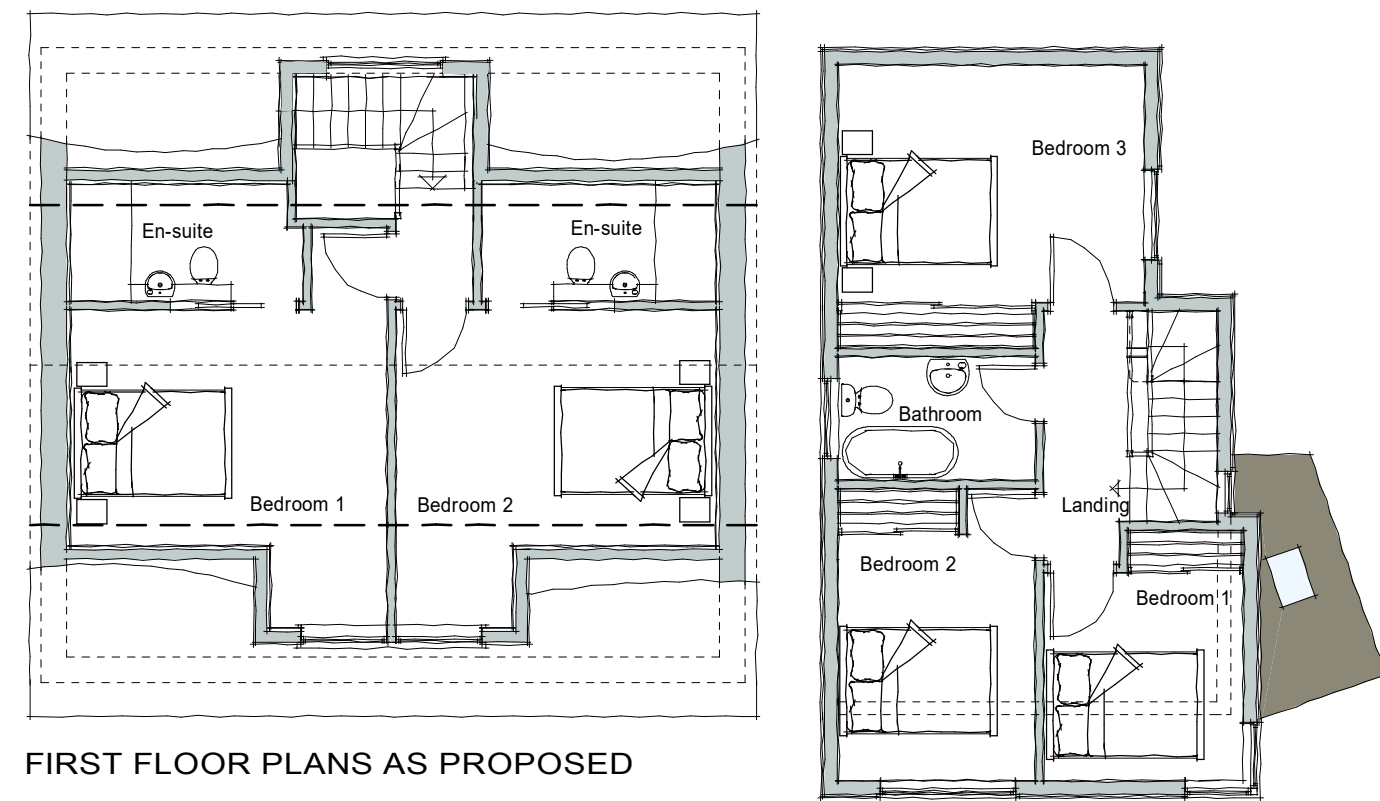 En-suite
En-suite
Bedroom 1
Bedroom 2
FIRST FLOOR PLANS AS PROPOSED
Bedroom 3
Bathroom
Landing
Bedroom 2
Bedroom 1